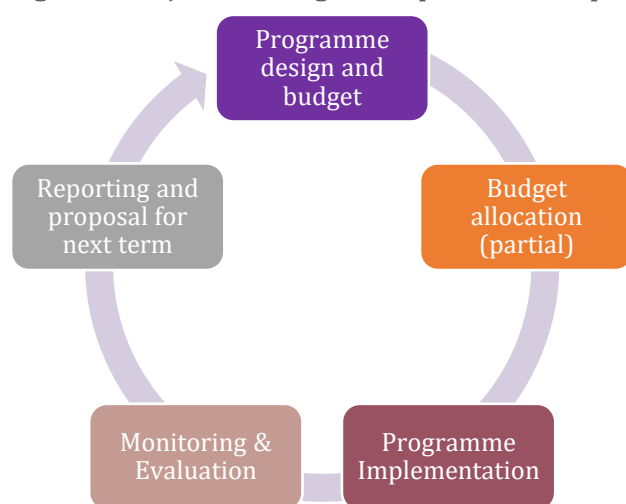 Programme
design and
budget
Budget
allocation
(partial)
Programme
Implementation
Monitoring &
Evaluation
Reporting and
proposal for
next term